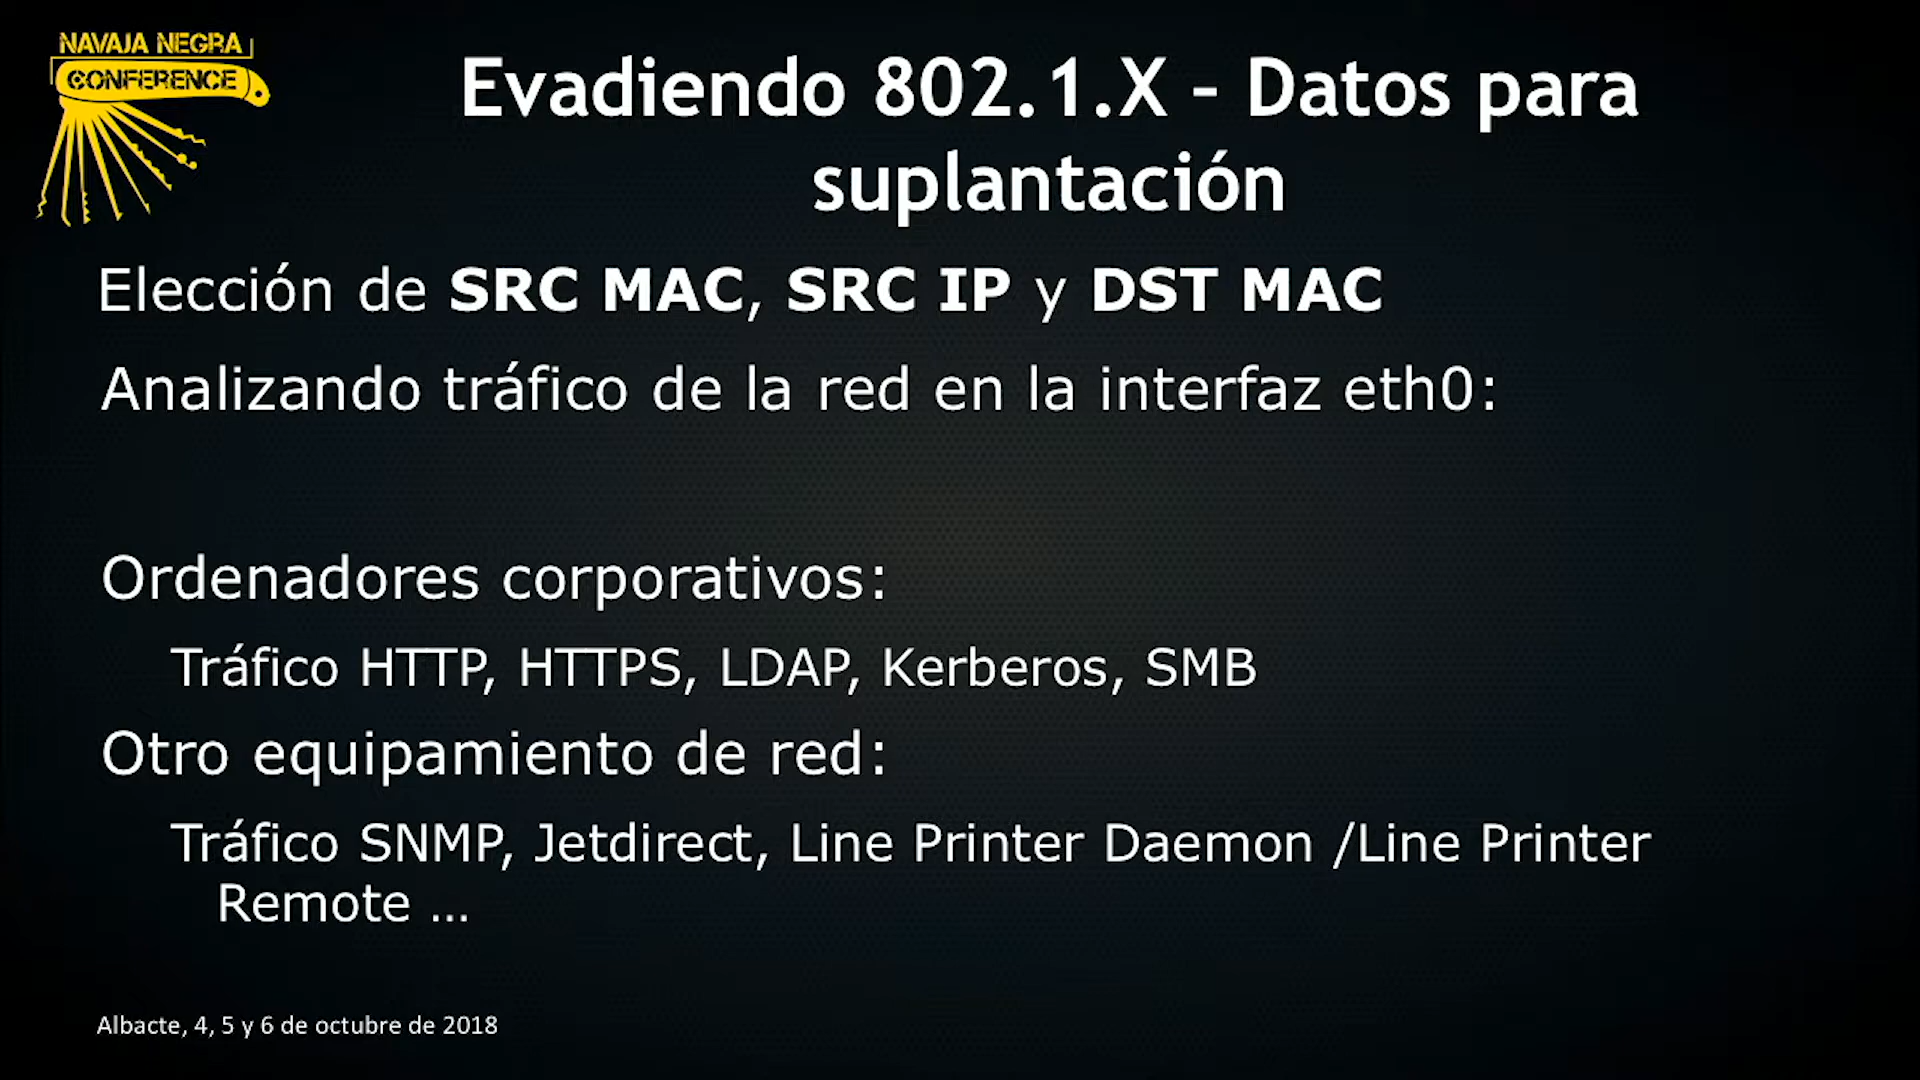 NAVAJA NEGRA
CONFERENCE
Evadiendo 802.1.X – Datos para
suplantación
Elección de SRC MAC, SRC IP y DST MAC
Analizando tráfico de la red en la interfaz eth0:
Ordenadores corporativos:
Tráfico HTTP, HTTPS, LDAP, Kerberos, SMB
Otro equipamiento de red:
Tráfico SNMP, Jetdirect, Line Printer Daemon /Line Printer
Remote …
Albacte, 4, 5 y 6 de octubre de 2018